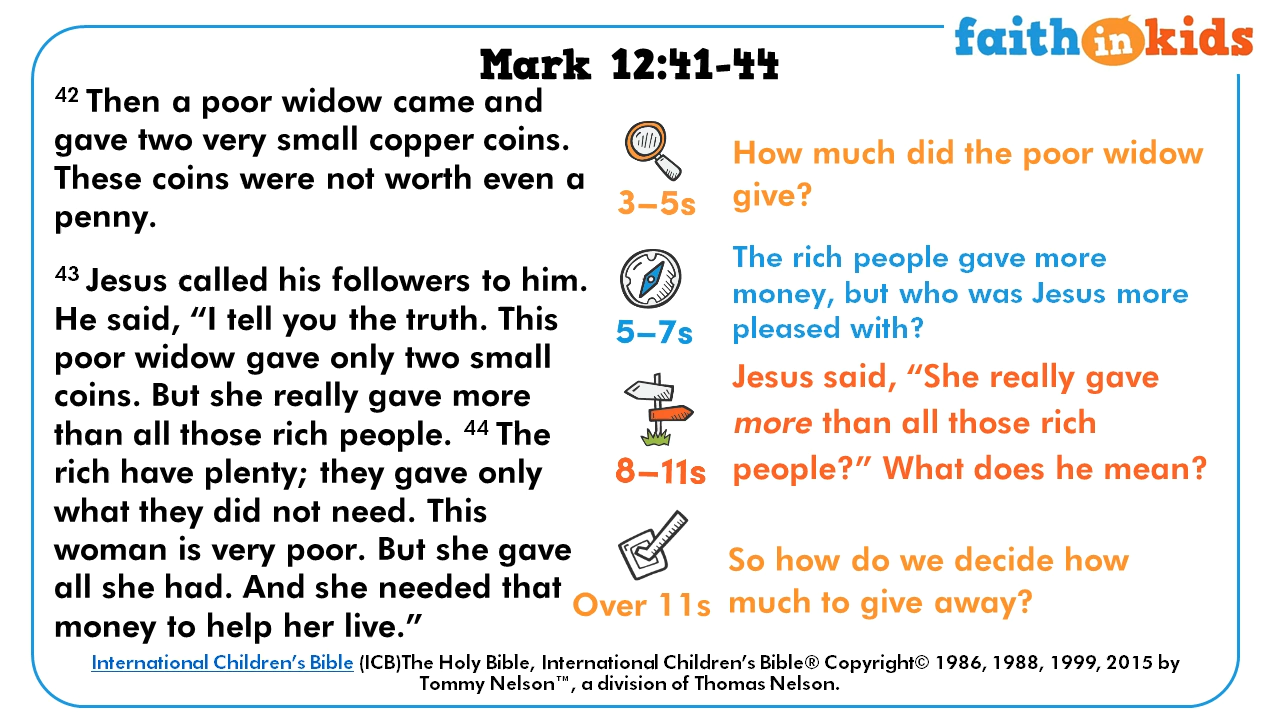 faith in kids
Mark 12:41-44
42 Then a poor widow came and
gave two very small copper coins.
These coins were not worth even a
penny.
43 Jesus called his followers to him.
He said, “I tell you the truth. This
poor widow gave only two small
coins. But she really gave more
than all those rich people. 44 The
rich have plenty; they gave only
what they did not need. This
woman is very poor. But she gave
all she had. And she needed that
money to help her live.”
3–5s
How much did the poor widow
give?
5–7s
The rich people gave more
money, but who was Jesus more
pleased with?
8–11s
Jesus said, “She really gave
more than all those rich
people?” What does he mean?
Over 11s
So how do we decide how
much to give away?
International Children’s Bible (ICB)The Holy Bible, International Children’s Bible® Copyright© 1986, 1988, 1999, 2015 by
Tommy Nelson™, a division of Thomas Nelson.